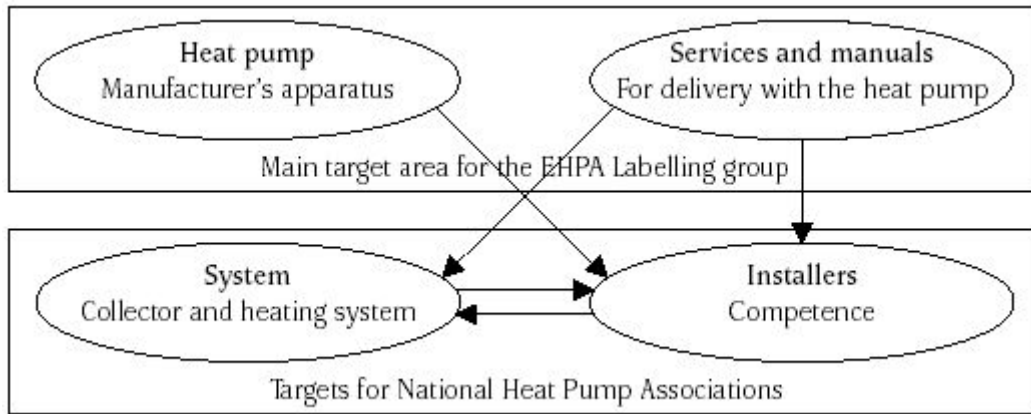 Heat pump
Manufacturer's apparatus
Services and manuals
For delivery with the heat pump
Main target area for the EHPA Labelling group
System
Collector and heating system
Installers
Competence
Targets for National Heat Pump Associations